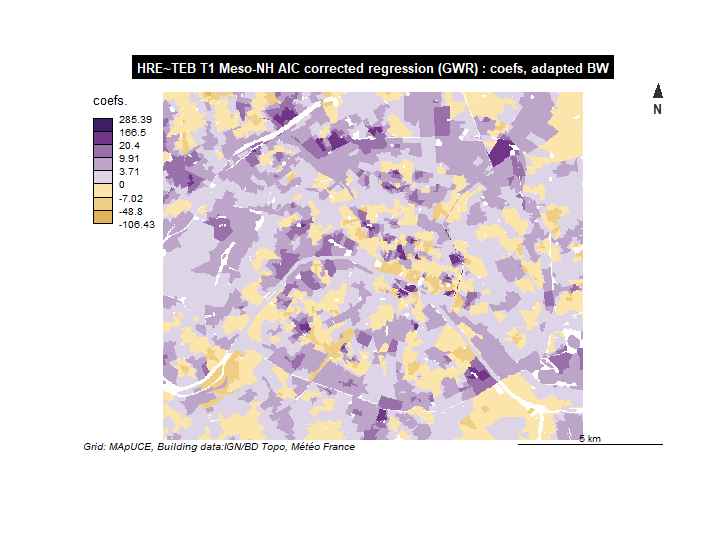 HRE~TEB T1 Meso-NH AIC corrected regression (GWR) : coefs, adapted BW
N
coefs.
285.39
166.5
20.4
9.91
3.71
0
-7.02
-48.8
-106.43
5 km
Grid: MApUCE, Building data:IGN/BD Topo, Météo France